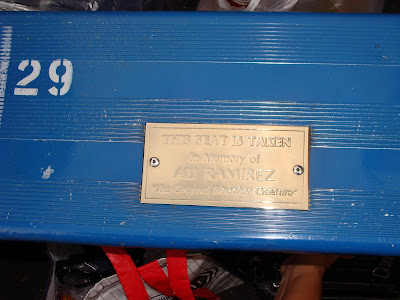 29
THIS SEAT IS TAKEN
In Memory of
ALI RAMIREZ
"The Original Bleacher Creature"